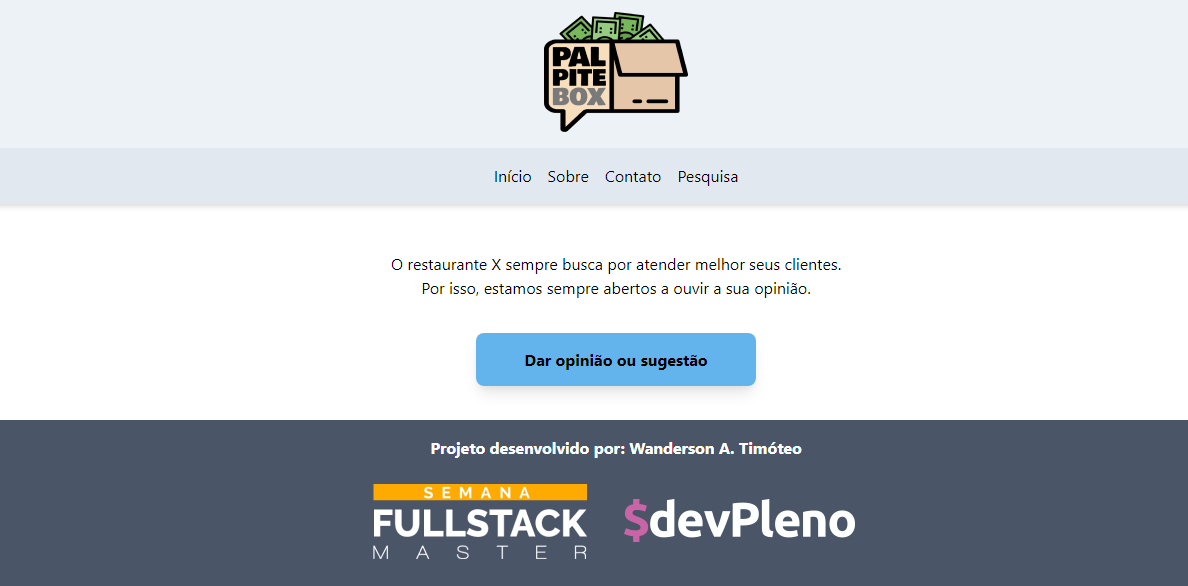 PAL
PITE
BOX
Início Sobre Contato Pesquisa
O restaurante X sempre busca por atender melhor seus clientes.
Por isso, estamos sempre abertos a ouvir a sua opinião.
Dar opinião ou sugestão
Projeto desenvolvido por: Wanderson A. Timóteo
SEMANA
FULLSTACK
MASTER
$devPleno